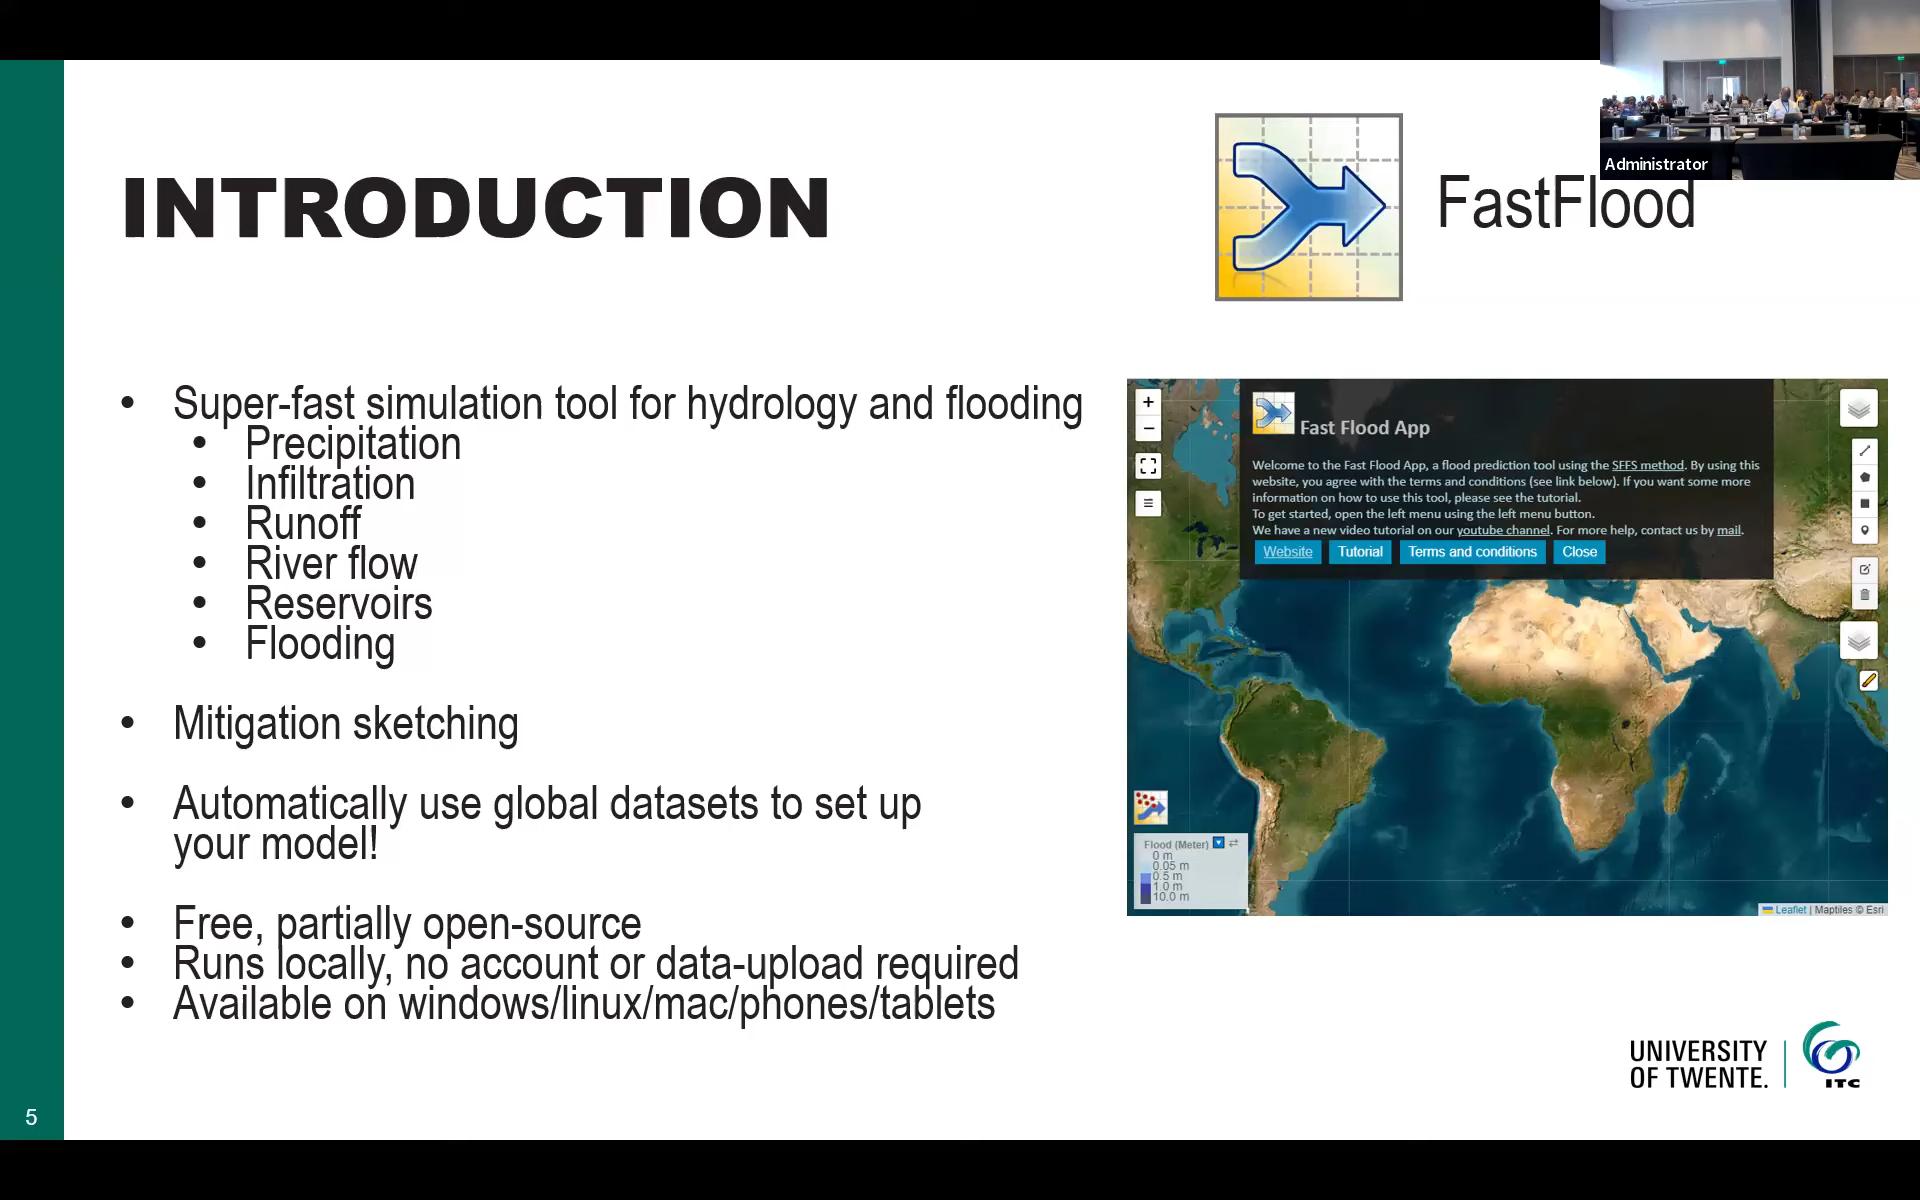 Administrator
INTRODUCTION
FastFlood
• Super-fast simulation tool for hydrology and flooding
• Precipitation
• Infiltration
• Runoff
• River flow
• Reservoirs
• Flooding
• Mitigation sketching
• Automatically use global datasets to set up
your model!
• Free, partially open-source
• Runs locally, no account or data-upload required
• Available on windows/linux/mac/phones/tablets
Fast Flood App
Welcome to the Fast Flood App, a flood prediction tool using the SFFS method. By using this
website, you agree with the terms and conditions (see link below). If you want some more
information on how to use this tool, please see the tutorial.
To get started, open the left menu using the left menu button.
We have a new video tutorial on our youtube channel. For more help, contact us by mail.
Website Tutorial Terms and conditions Close
Flood (Meter)
0 m
0.05 m
0.5 m
1.0 m
10.0 m
Leaflet | Maptiles © Esri
UNIVERSITY
OF TWENTE.
ITC
5